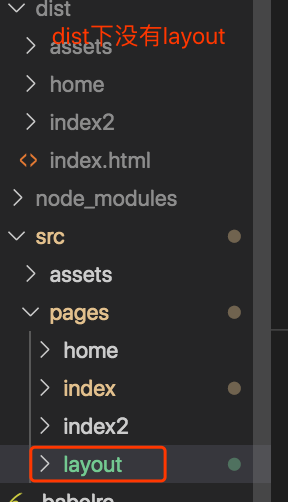 dist
dist下没有layout
assets
home
index2
<> index.html
node_modules
src
assets
pages
home
index
index2
layout
.babelrc